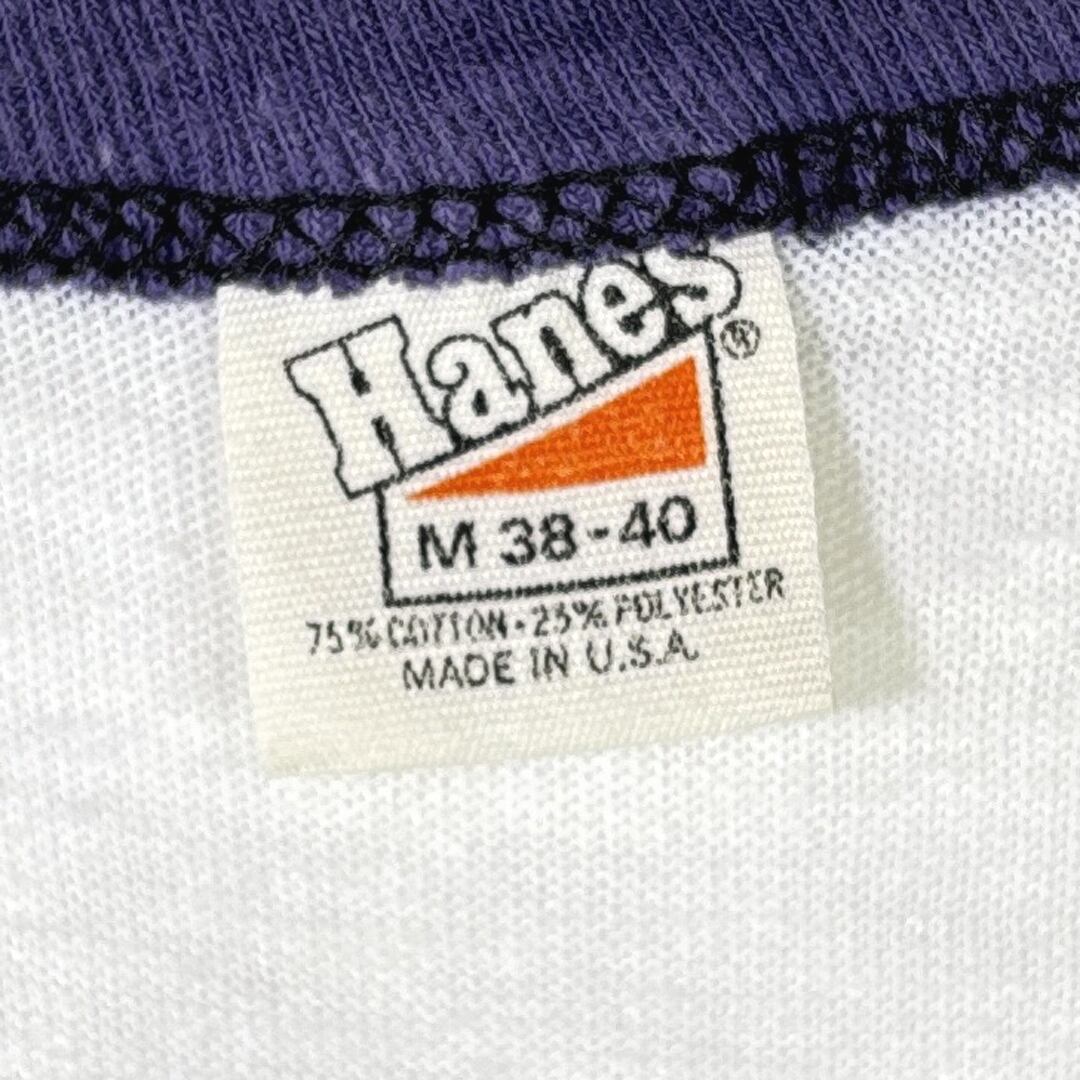 Hanes®
M 38-40
75% COTTON·25% POLYESTER
MADE IN U.S.A.